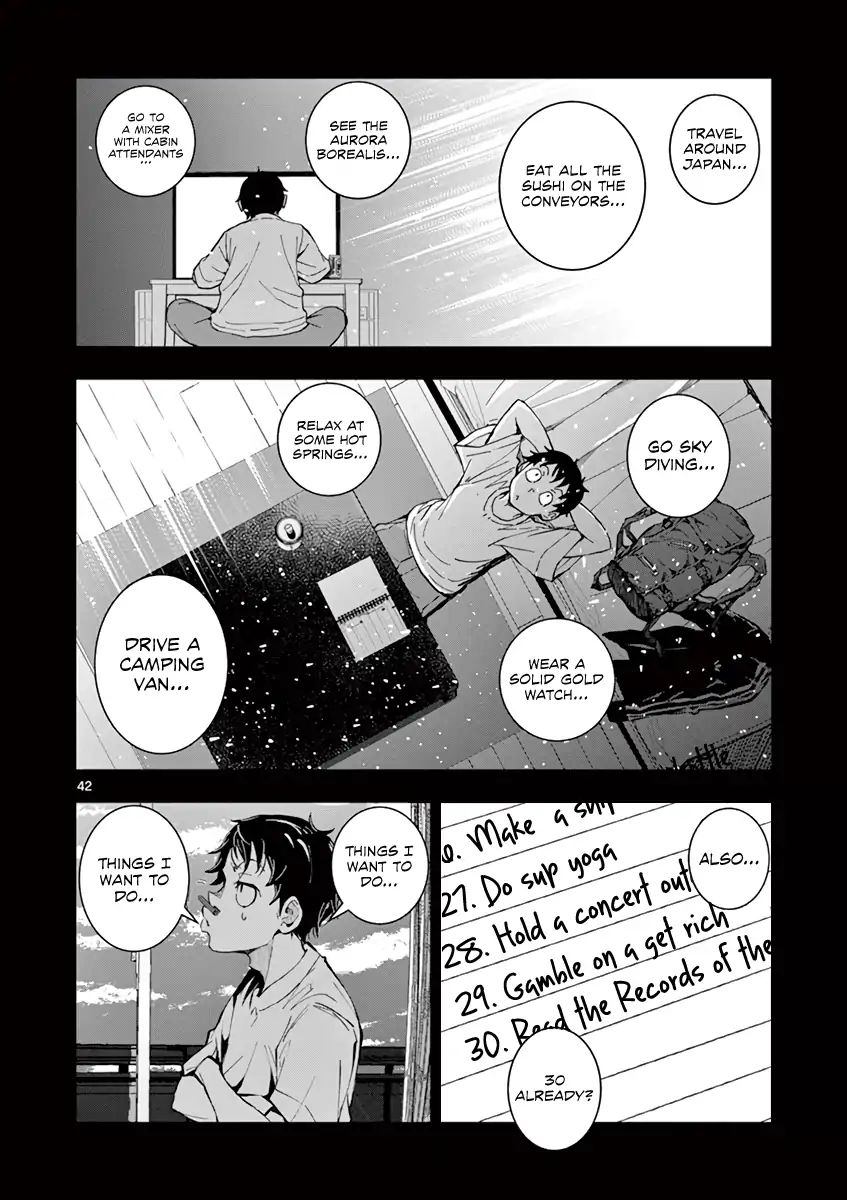 TRAVEL
AROUND
JAPAN...
EAT ALL THE
SUSHI ON THE
CONVEYORS...
SEE THE
AURORA
BOREALIS...
GO TO
A MIXER
WITH CABIN
ATTENDANTS
...
GO SKY
DIVING...
RELAX AT
SOME HOT
SPRINGS...
WEAR A
SOLID GOLD
WATCH...
DRIVE A
CAMPING
VAN...
42
ALSO...
Make a
27. Do sup yoga
28. Hold a concert out
29. Gamble on a get rich
30. Read the Records of the
30
ALREADY?
THINGS I
WANT TO
DO...
THINGS I
WANT TO
DO...